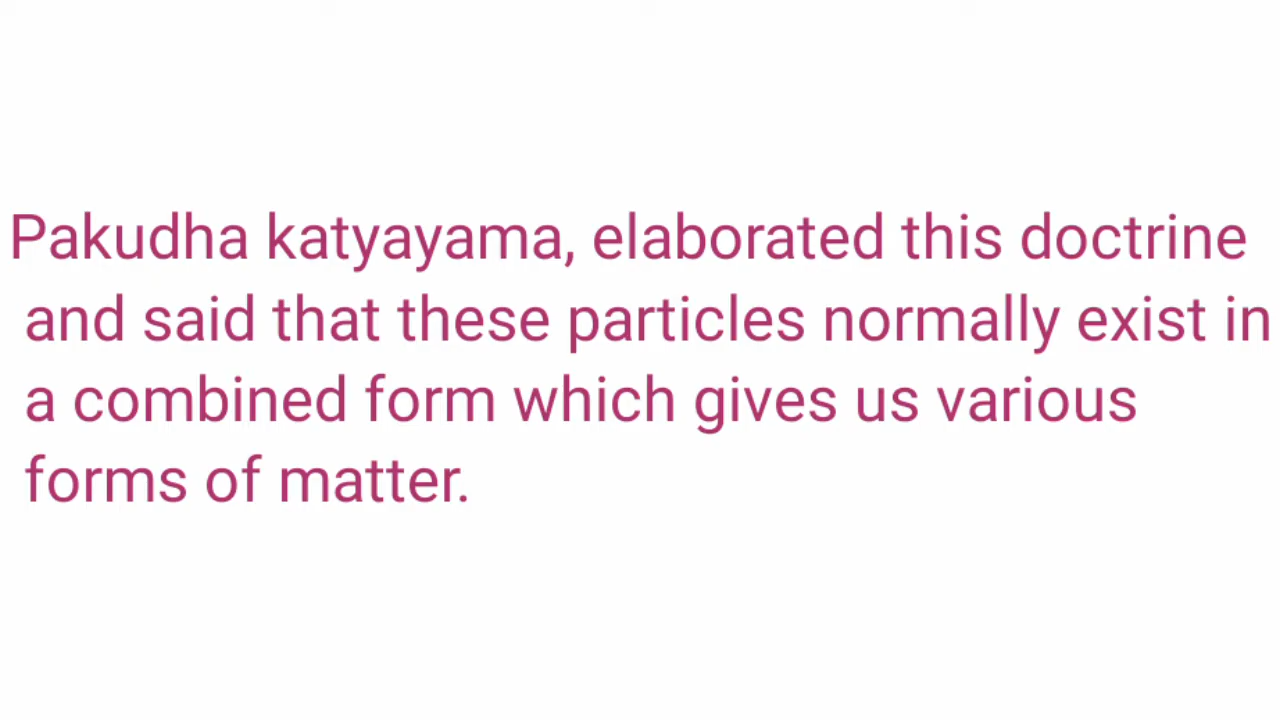 Pakudha katyayama, elaborated this doctrine
and said that these particles normally exist in
a combined form which gives us various
forms of matter.